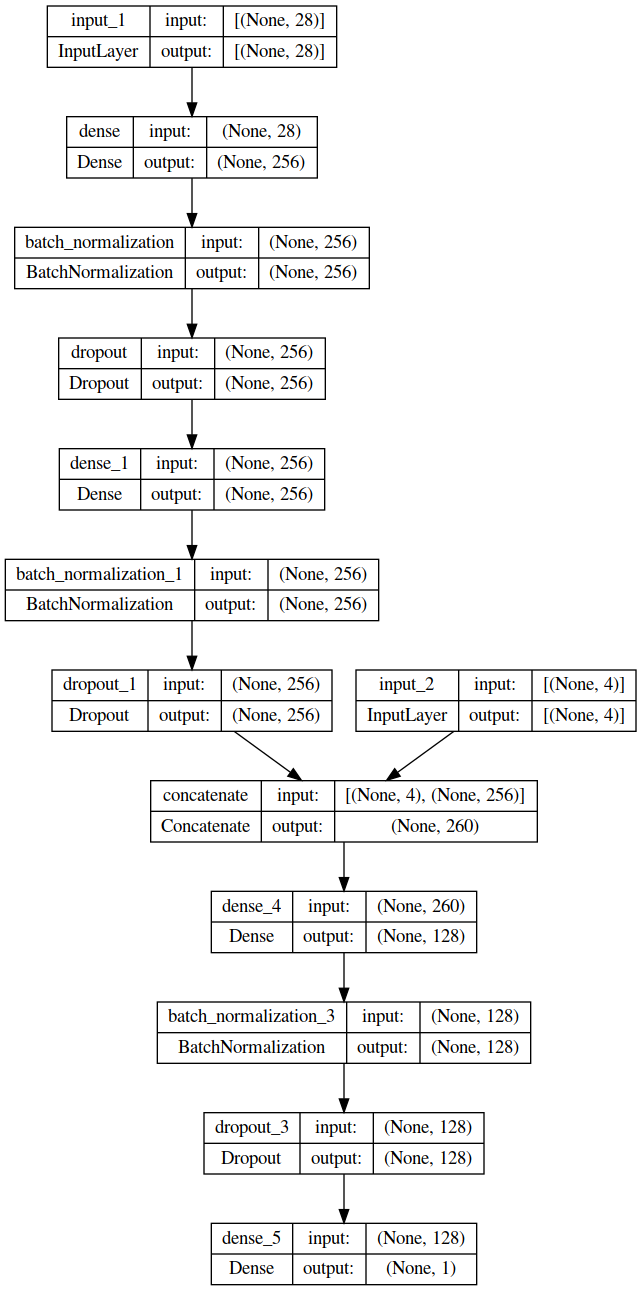 input_1 input: [(None, 28)]
InputLayer output: [(None, 28)]
dense input: (None, 28)
Dense output: (None, 256)
batch_normalization input: (None, 256)
BatchNormalization output: (None, 256)
dropout input: (None, 256)
Dropout output: (None, 256)
dense_1 input: (None, 256)
Dense output: (None, 256)
batch_normalization_1 input: (None, 256)
BatchNormalization output: (None, 256)
dropout_1 input: (None, 256)
Dropout output: (None, 256)
input_2 input: [(None, 4)]
InputLayer output: [(None, 4)]
concatenate input: [(None, 4), (None, 256)]
Concatenate output: (None, 260)
dense_4 input: (None, 260)
Dense output: (None, 128)
batch_normalization_3 input: (None, 128)
BatchNormalization output: (None, 128)
dropout_3 input: (None, 128)
Dropout output: (None, 128)
dense_5 input: (None, 128)
Dense output: (None, 1)